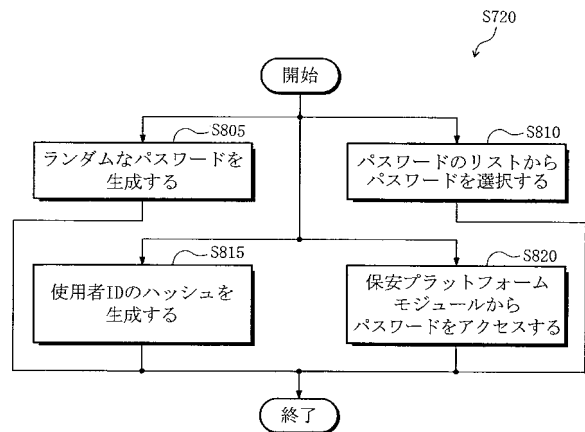 S720
開始
S805
ランダムなパスワードを
生成する
S810
パスワードのリストから
パスワードを選択する
S815
使用者IDのハッシュを
生成する
S820
保安プラットフォーム
モジュールから
パスワードをアクセスする
終了